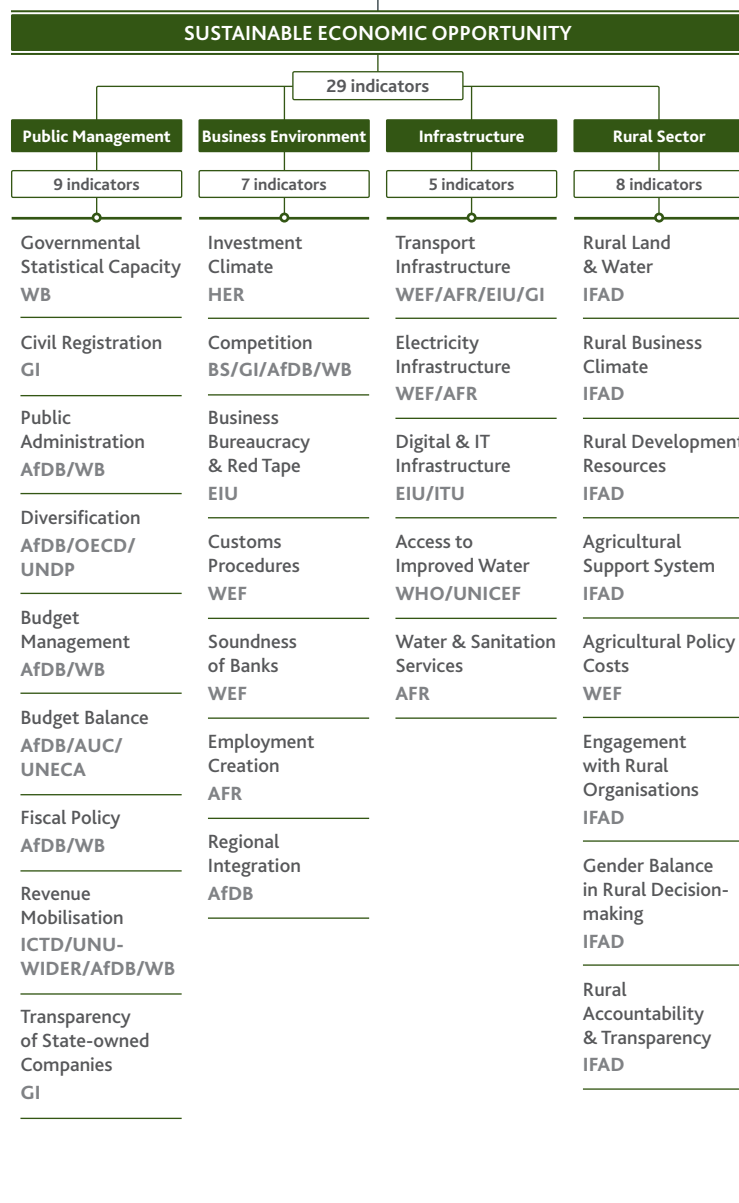 SUSTAINABLE ECONOMIC OPPORTUNITY
29 indicators
Public Management
9 indicators
Governmental
Statistical Capacity
WB
Civil Registration
GI
Public
Administration
AfDB/WB
Diversification
AfDB/OECD/
UNDP
Budget
Management
AfDB/WB
Budget Balance
AfDB/AUC/
UNECA
Fiscal Policy
AfDB/WB
Revenue
Mobilisation
ICTD/UNU-
WIDER/AfDB/WB
Transparency
of State-owned
Companies
GI
Business Environment
7 indicators
Investment
Climate
HER
Competition
BS/GI/AfDB/WB
Business
Bureaucracy
& Red Tape
EIU
Customs
Procedures
WEF
Soundness
of Banks
WEF
Employment
Creation
AFR
Regional
Integration
AfDB
Infrastructure
5 indicators
Transport
Infrastructure
WEF/AFR/EIU/GI
Electricity
Infrastructure
WEF/AFR
Digital & IT
Infrastructure
EIU/ITU
Access to
Improved Water
WHO/UNICEF
Water & Sanitation
Services
AFR
Rural Sector
8 indicators
Rural Land
& Water
IFAD
Rural Business
Climate
IFAD
Rural Development
Resources
IFAD
Agricultural
Support System
IFAD
Agricultural Policy
Costs
WEF
Engagement
with Rural
Organisations
IFAD
Gender Balance
in Rural Decision-
making
IFAD
Rural
Accountability
& Transparency
IFAD